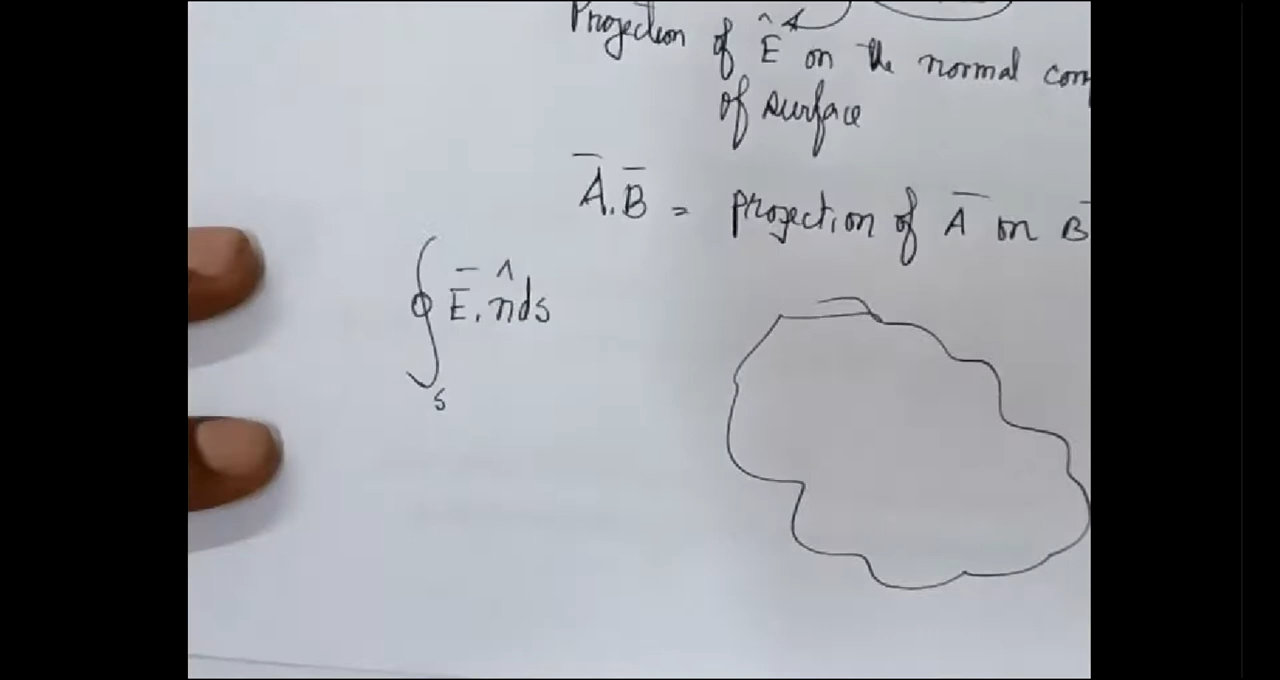 Projection of Ê on the normal com
of surface
A̅.B̅ = projection of A̅ on B̅
∮ₛ E̅.n̂ds